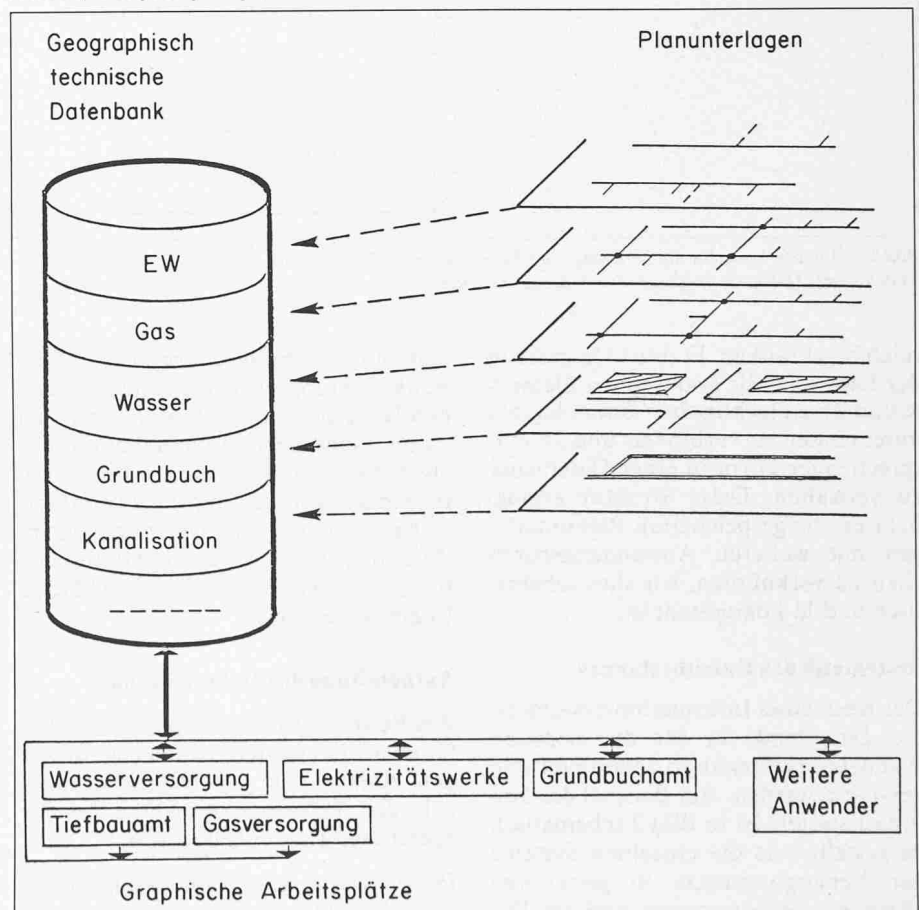 Geographisch
technische
Datenbank
Planunterlagen
EW
Gas
Wasser
Grundbuch
Kanalisation
Wasserversorgung
Elektrizitätswerke
Grundbuchamt
Weitere
Anwender
Tiefbauamt
Gasversorgung
Graphische Arbeitsplätze